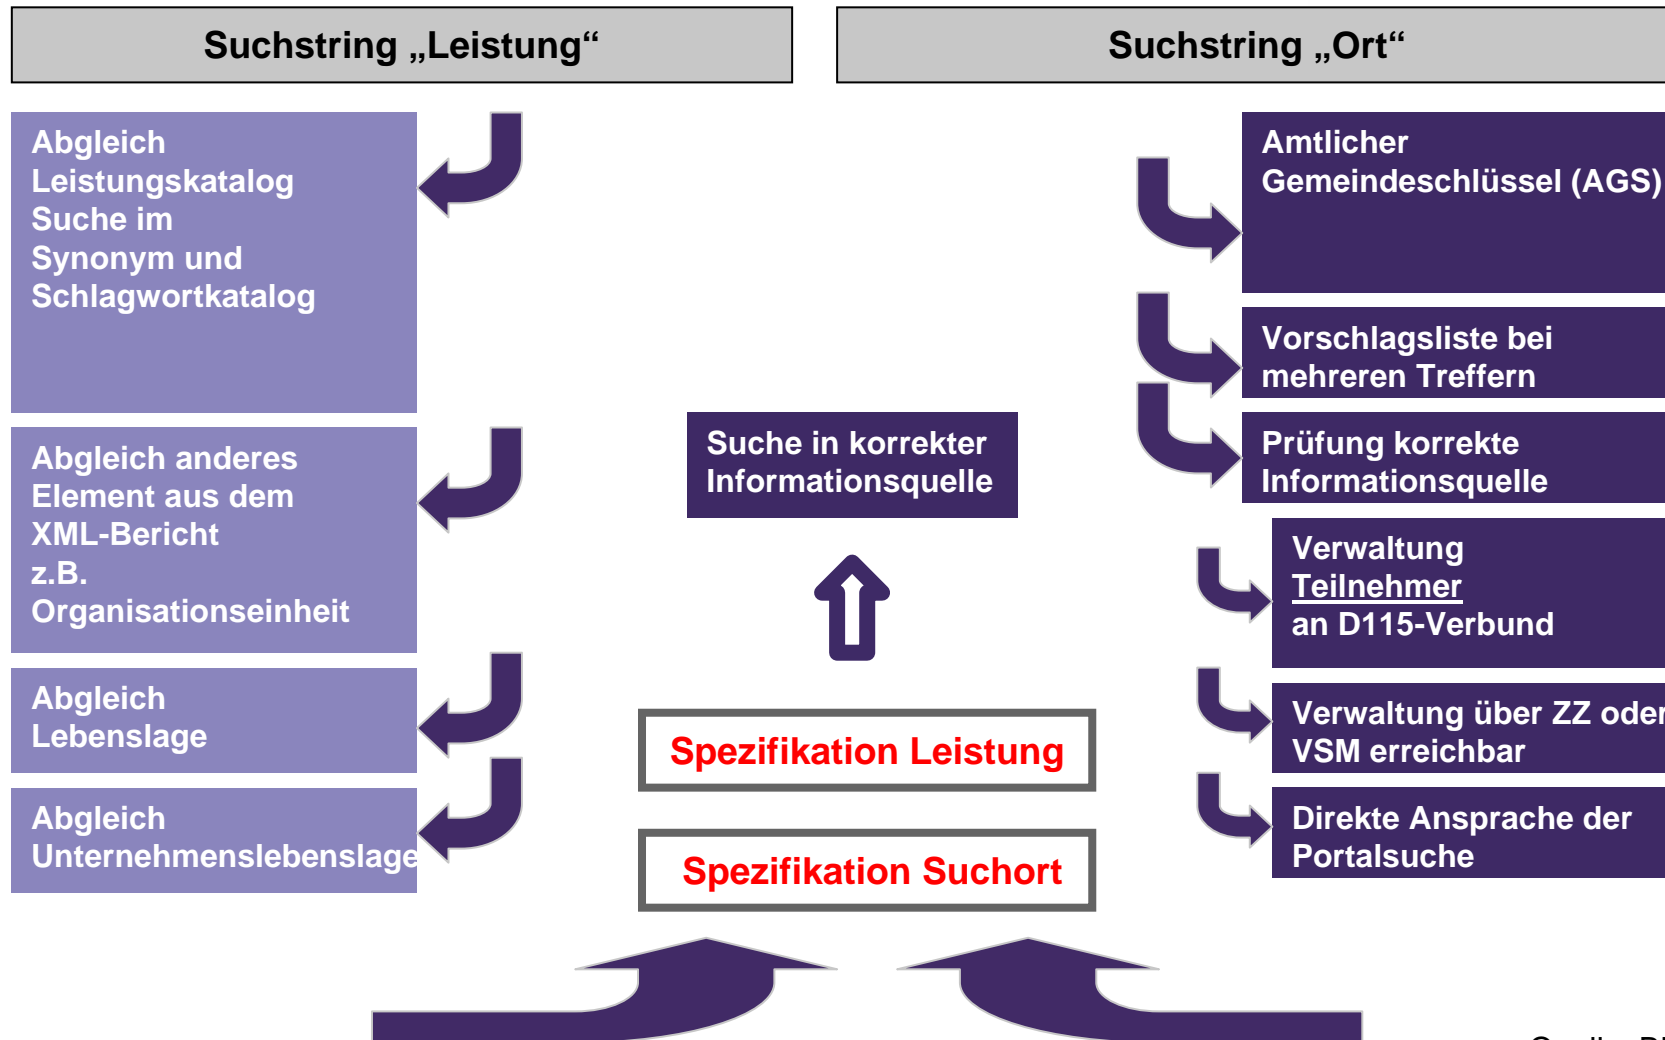 Suchstring „Leistung“
Suchstring „Ort“
Abgleich
Leistungskatalog
Suche im
Synonym und
Schlagwortkatalog
Abgleich anderes
Element aus dem
XML-Bericht
z.B.
Organisationseinheit
Abgleich
Lebenslage
Abgleich
Unternehmenslebenslage
Suche in korrekter
Informationsquelle
Spezifikation Leistung
Spezifikation Suchort
Amtlicher
Gemeindeschlüssel (AGS)
Vorschlagsliste bei
mehreren Treffern
Prüfung korrekte
Informationsquelle
Verwaltung
Teilnehmer
an D115-Verbund
Verwaltung über ZZ oder
VSM erreichbar
Direkte Ansprache der
Portalsuche